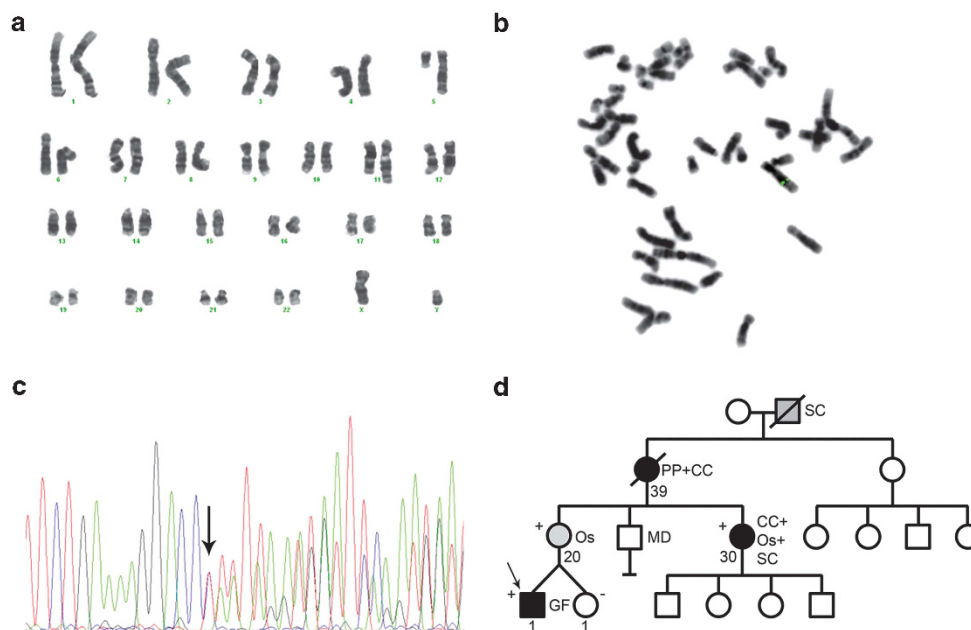 a
1 2 3 4 5
6 7 8 9 10 11 12
13 14 15 16 17 18
19 20 21 22 X Y
b
c
d
SC
PP+CC
39
+ Os
20
MD
+ CC+
Os+
30 SC
+ GF -
1 1